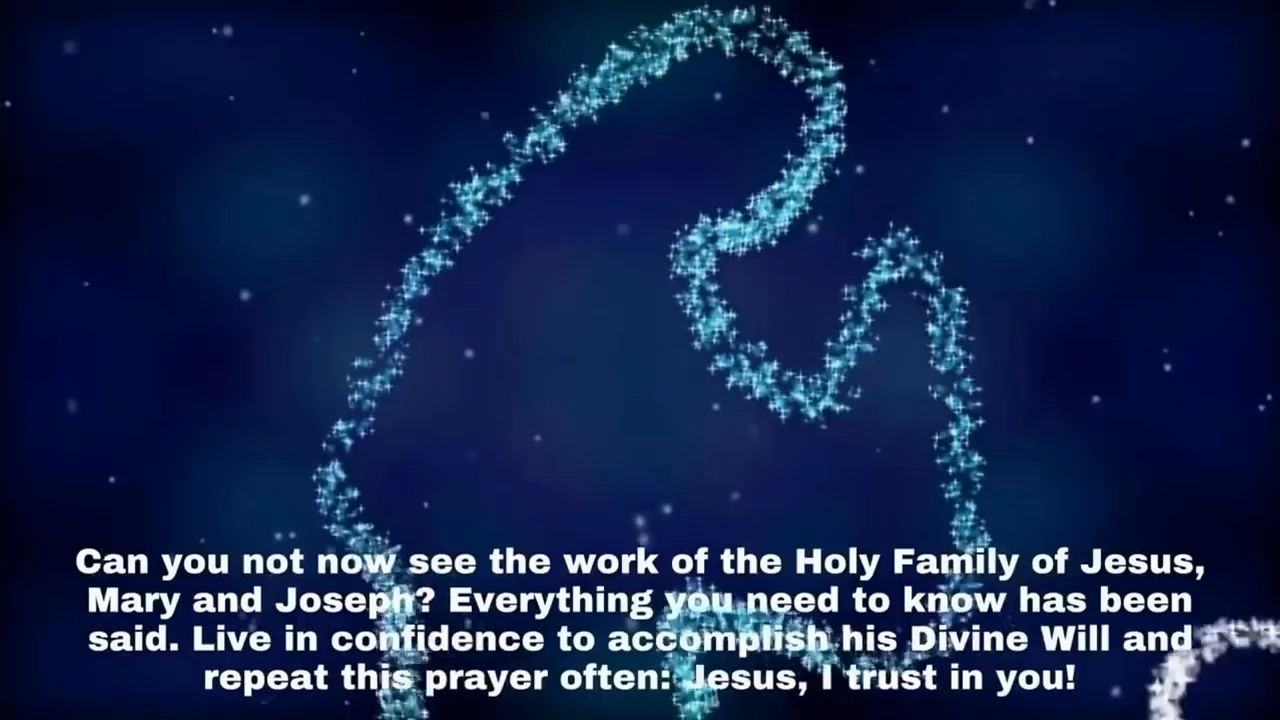 Can you not now see the work of the Holy Family of Jesus,
Mary and Joseph? Everything you need to know has been
said. Live in confidence to accomplish his Divine Will and
repeat this prayer often: Jesus, I trust in you!